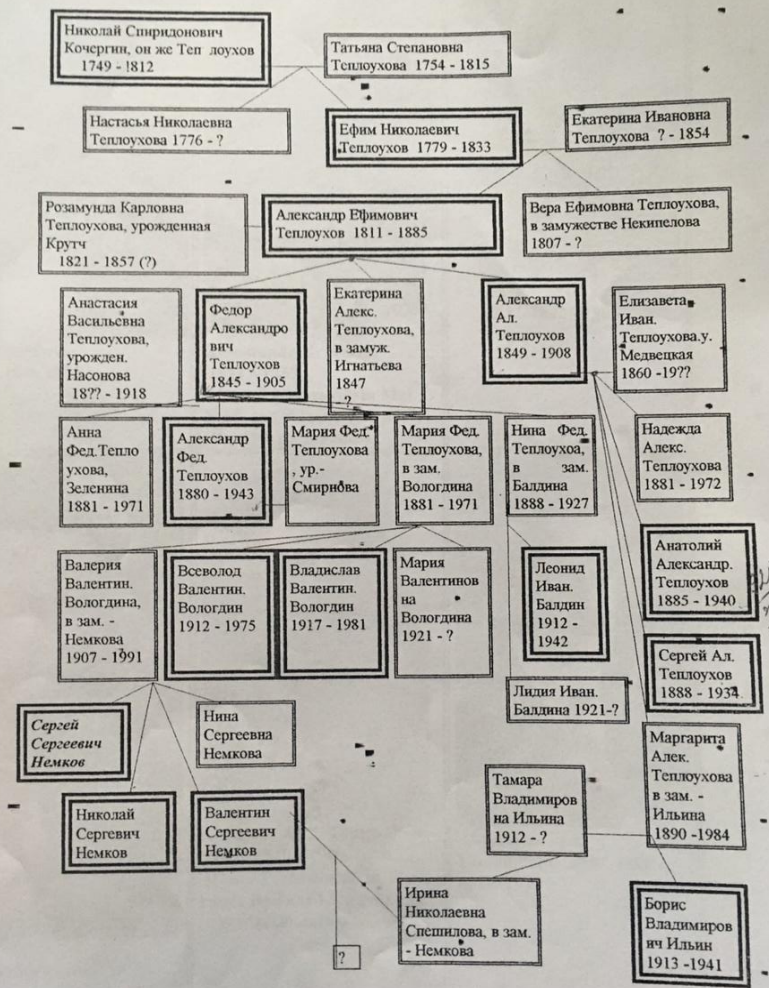 Николай Спиридонович
Кочергин, он же Теп лоухов
1749 - 1812
Татьяна Степановна
Теплоухова 1754 - 1815
Настасья Николаевна
Теплоухова 1776 - ?
Ефим Николаевич
Теплоухов 1779 - 1833
Екатерина Ивановна
Теплоухова ? - 1854
Розамунда Карловна
Теплоухова, урожденная
Крутч
1821 - 1857 (?)
Александр Ефимович
Теплоухов 1811 - 1885
Вера Ефимовна Теплоухова,
в замужестве Некипелова
1807 - ?
Анастасия
Васильевна
Теплоухова,
урожден.
Насонова
18?? - 1918
Федор
Александро
вич
Теплоухов
1845 - 1905
Екатерина
Алекс.
Теплоухова,
в замуж.
Игнатьева
1847
- ?
Александр
Ал.
Теплоухов
1849 - 1908
Елизавета
Иван.
Теплоухова.у.
Медвецкая
1860 -19??
Анна
Фед.Тепло
ухова,
Зеленина
1881 - 1971
Александр
Фед.
Теплоухов
1880 - 1943
Мария Фед.
Теплоухова
, ур.-
Смирнова
Мария Фед.
Теплоухова,
в зам.
Вологдина
1881 - 1971
Нина Фед.
Теплоухоа,
в зам.
Балдина
1888 - 1927
Надежда
Алекс.
Теплоухова
1881 - 1972
Валерия
Валентин.
Вологдина,
в зам. -
Немкова
1907 - 1991
Всеволод
Валентин.
Вологдин
1912 - 1975
Владислав
Валентин.
Вологдин
1917 - 1981
Мария
Валентинов
на
Вологдина
1921 - ?
Леонид
Иван.
Балдин
1912 -
1942
Анатолий
Александр.
Теплоухов
1885 - 1940
Сергей Ал.
Теплоухов
1888 - 1934
Лидия Иван.
Балдина 1921-?
Сергей
Сергеевич
Немков
Нина
Сергеевна
Немкова
Маргарита
Алек.
Теплоухова
в зам. -
Ильина
1890 -1984
Тамара
Владимиров
на Ильина
1912 - ?
Николай
Сергевич
Немков
Валентин
Сергеевич
Немков
Ирина
Николаевна
Спешилова, в зам.
- Немкова
Борис
Владимиров
ич Ильин
1913 -1941
?